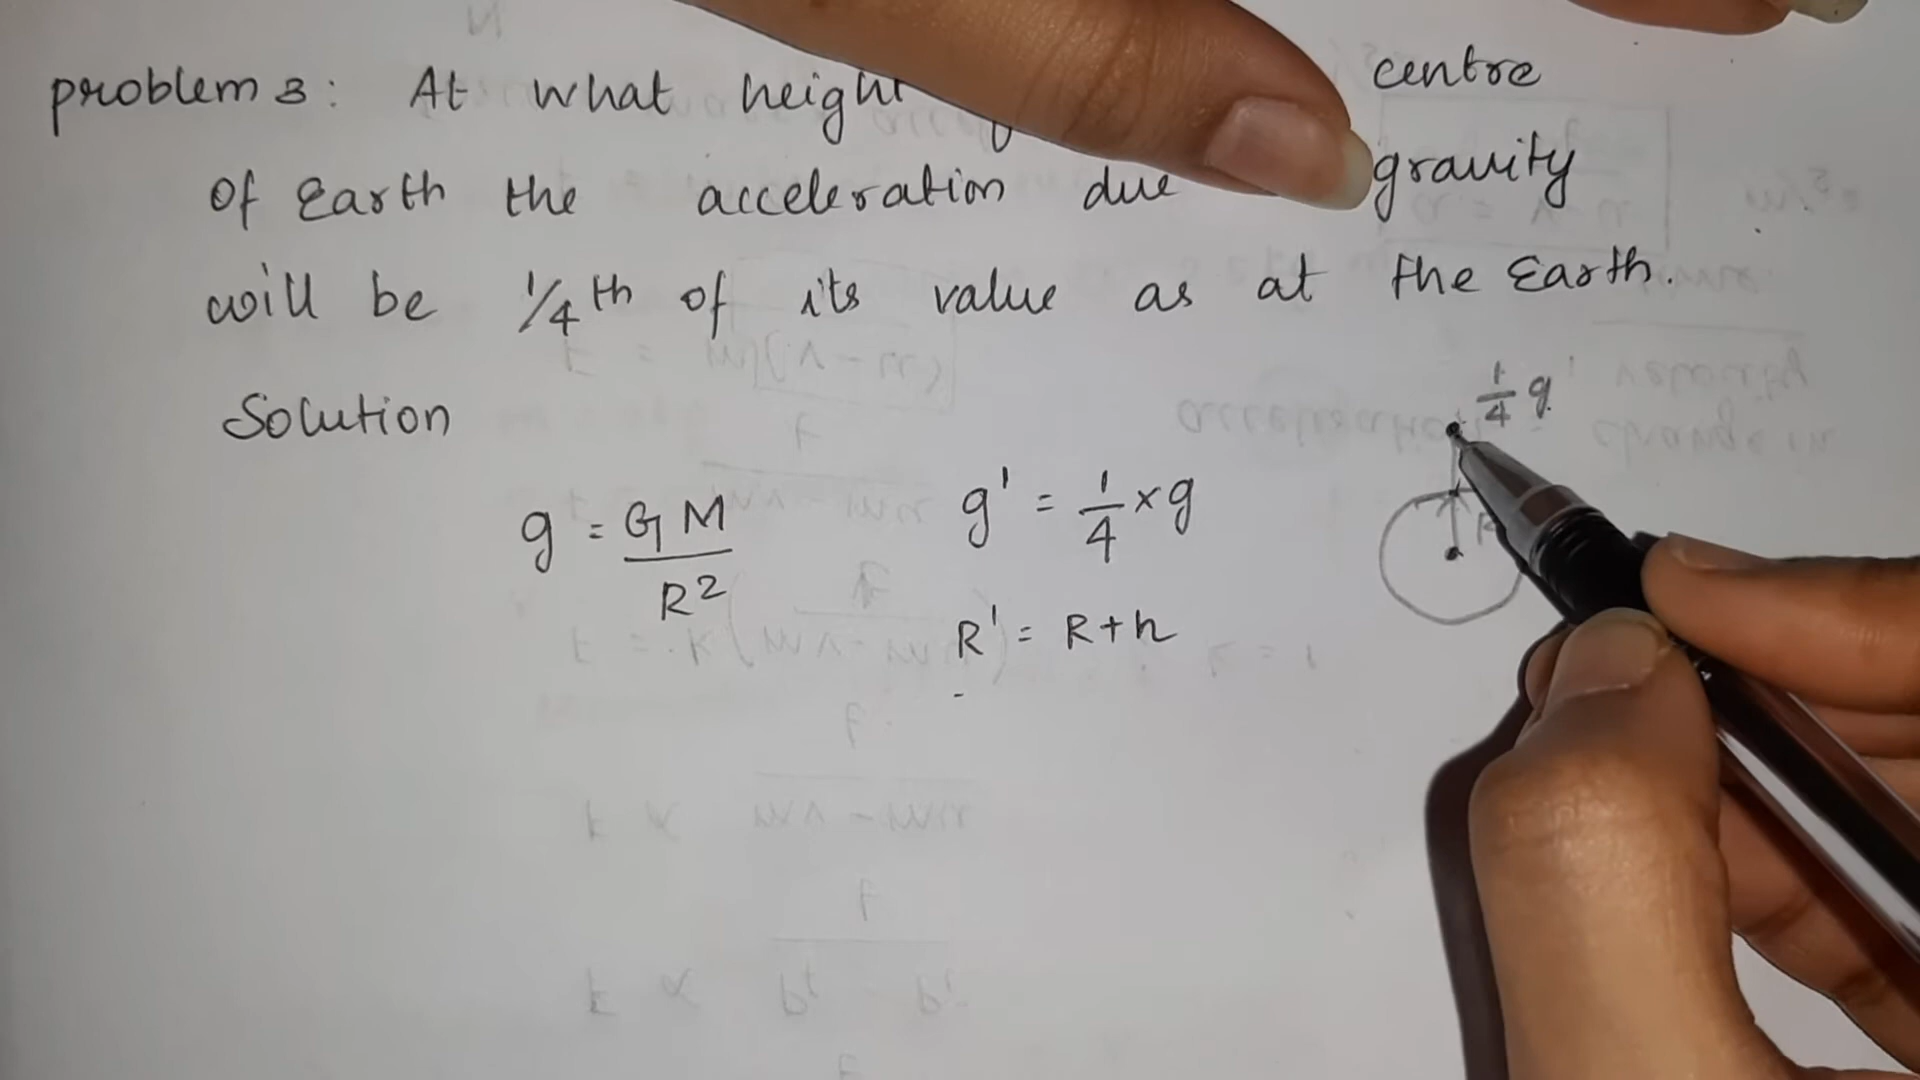 problem 3: At what height centre
of Earth the acceleration due gravity
will be 1/4th of its value as at the Earth.
Solution
1/4 g
g = GM/R²
g' = 1/4 × g
R
R' = R+h